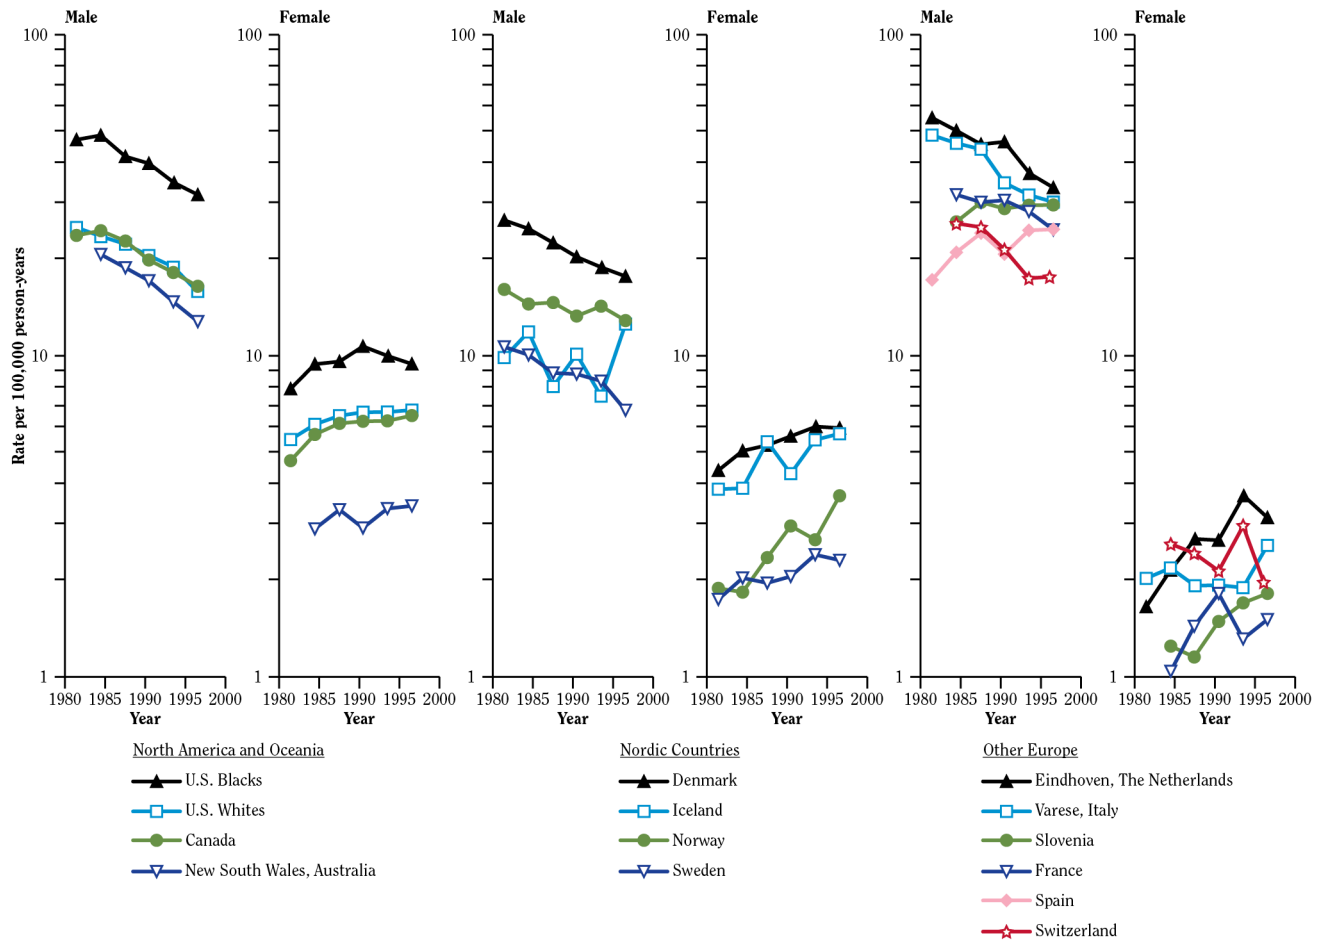 Male Female Male Female Male Female
100 100 100 100 100 100
Rate per 100,000 person-years
10 10 10 10 10 10
1 1 1 1 1 1
1980 1985 1990 1995 2000 1980 1985 1990 1995 2000 1980 1985 1990 1995 2000 1980 1985 1990 1995 2000 1980 1985 1990 1995 2000 1980 1985 1990 1995 2000
Year Year Year Year Year Year
North America and Oceania
U.S. Blacks
U.S. Whites
Canada
New South Wales, Australia
Nordic Countries
Denmark
Iceland
Norway
Sweden
Other Europe
Eindhoven, The Netherlands
Varese, Italy
Slovenia
France
Spain
Switzerland